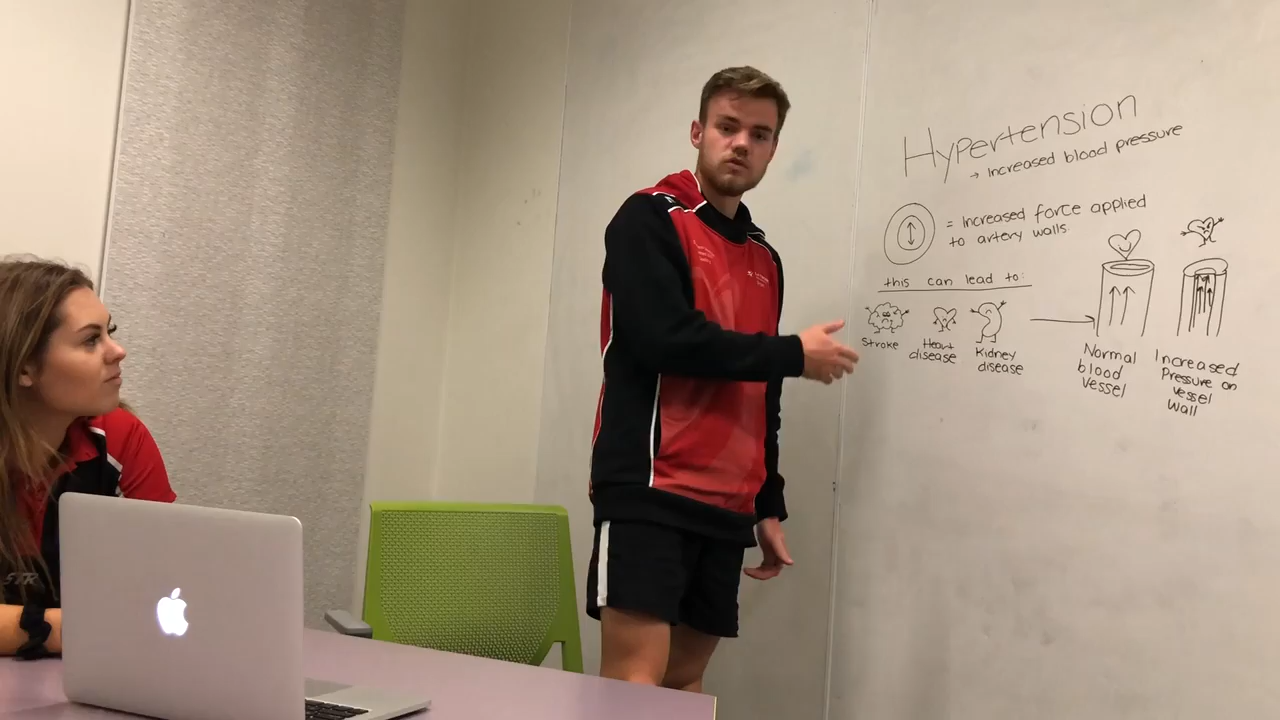 Hypertension
→ Increased blood pressure
= Increased force applied
to artery walls
this can lead to:
Stroke
Heart
disease
Kidney
disease
Normal
blood
vessel
Increased
Pressure on
vessel
wall
STR